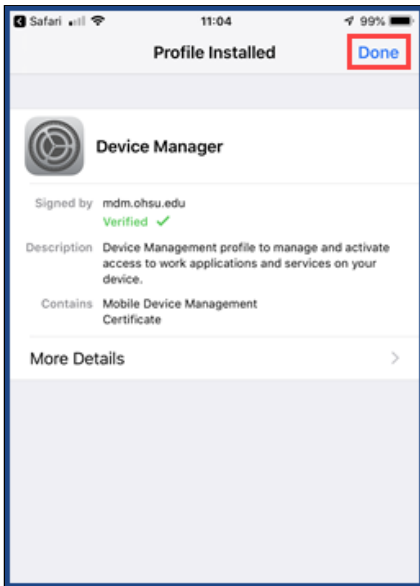 Safari 11:04 99%
Profile Installed Done
Device Manager
Signed by mdm.ohsu.edu
Verified
Description Device Management profile to manage and activate
access to work applications and services on your
device.
Contains Mobile Device Management
Certificate
More Details